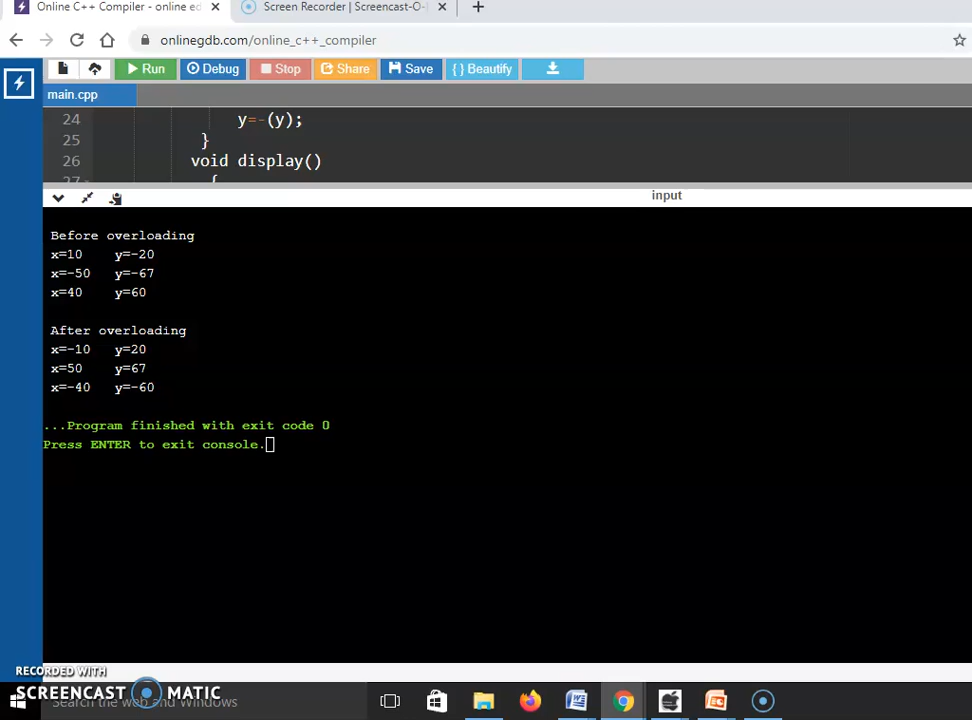 Online C++ Compiler - online ed
Screen Recorder | Screencast-O-
onlinegdb.com/online_c++_compiler
Run
Debug
Stop
Share
Save
{ } Beautify
main.cpp
24 y=-(y);
25 }
26 void display()
27 {
input
Before overloading
x=10 y=-20
x=-50 y=-67
x=40 y=60
After overloading
x=-10 y=20
x=50 y=67
x=-40 y=-60
...Program finished with exit code 0
Press ENTER to exit console.
RECORDED WITH
SCREENCAST MATIC
Search the web and Windows